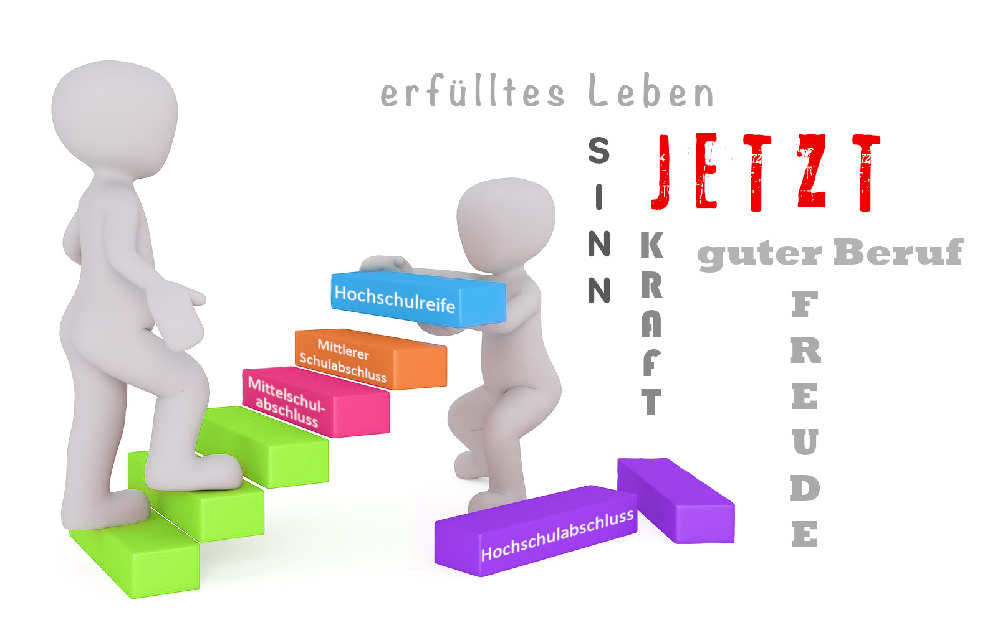 erfülltes Leben
SINN
JETZT
KRAFT
guter Beruf
FREUDE
Hochschulreife
Mittlerer
Schulabschluss
Mittelschul-
abschluss
Hochschulabschluss